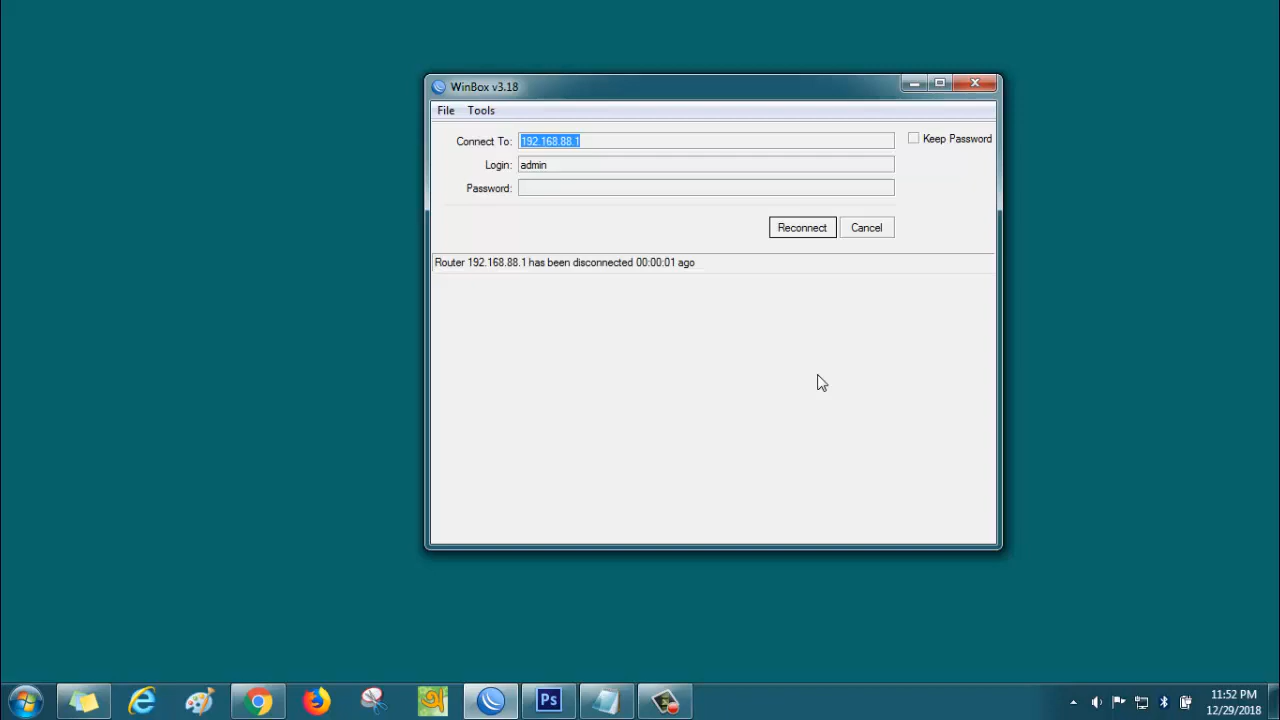 WinBox v3.18
File Tools
Connect To: 192.168.88.1
Keep Password
Login: admin
Password:
Reconnect Cancel
Router 192.168.88.1 has been disconnected 00:00:01 ago
Ps
11:52 PM
12/29/2018